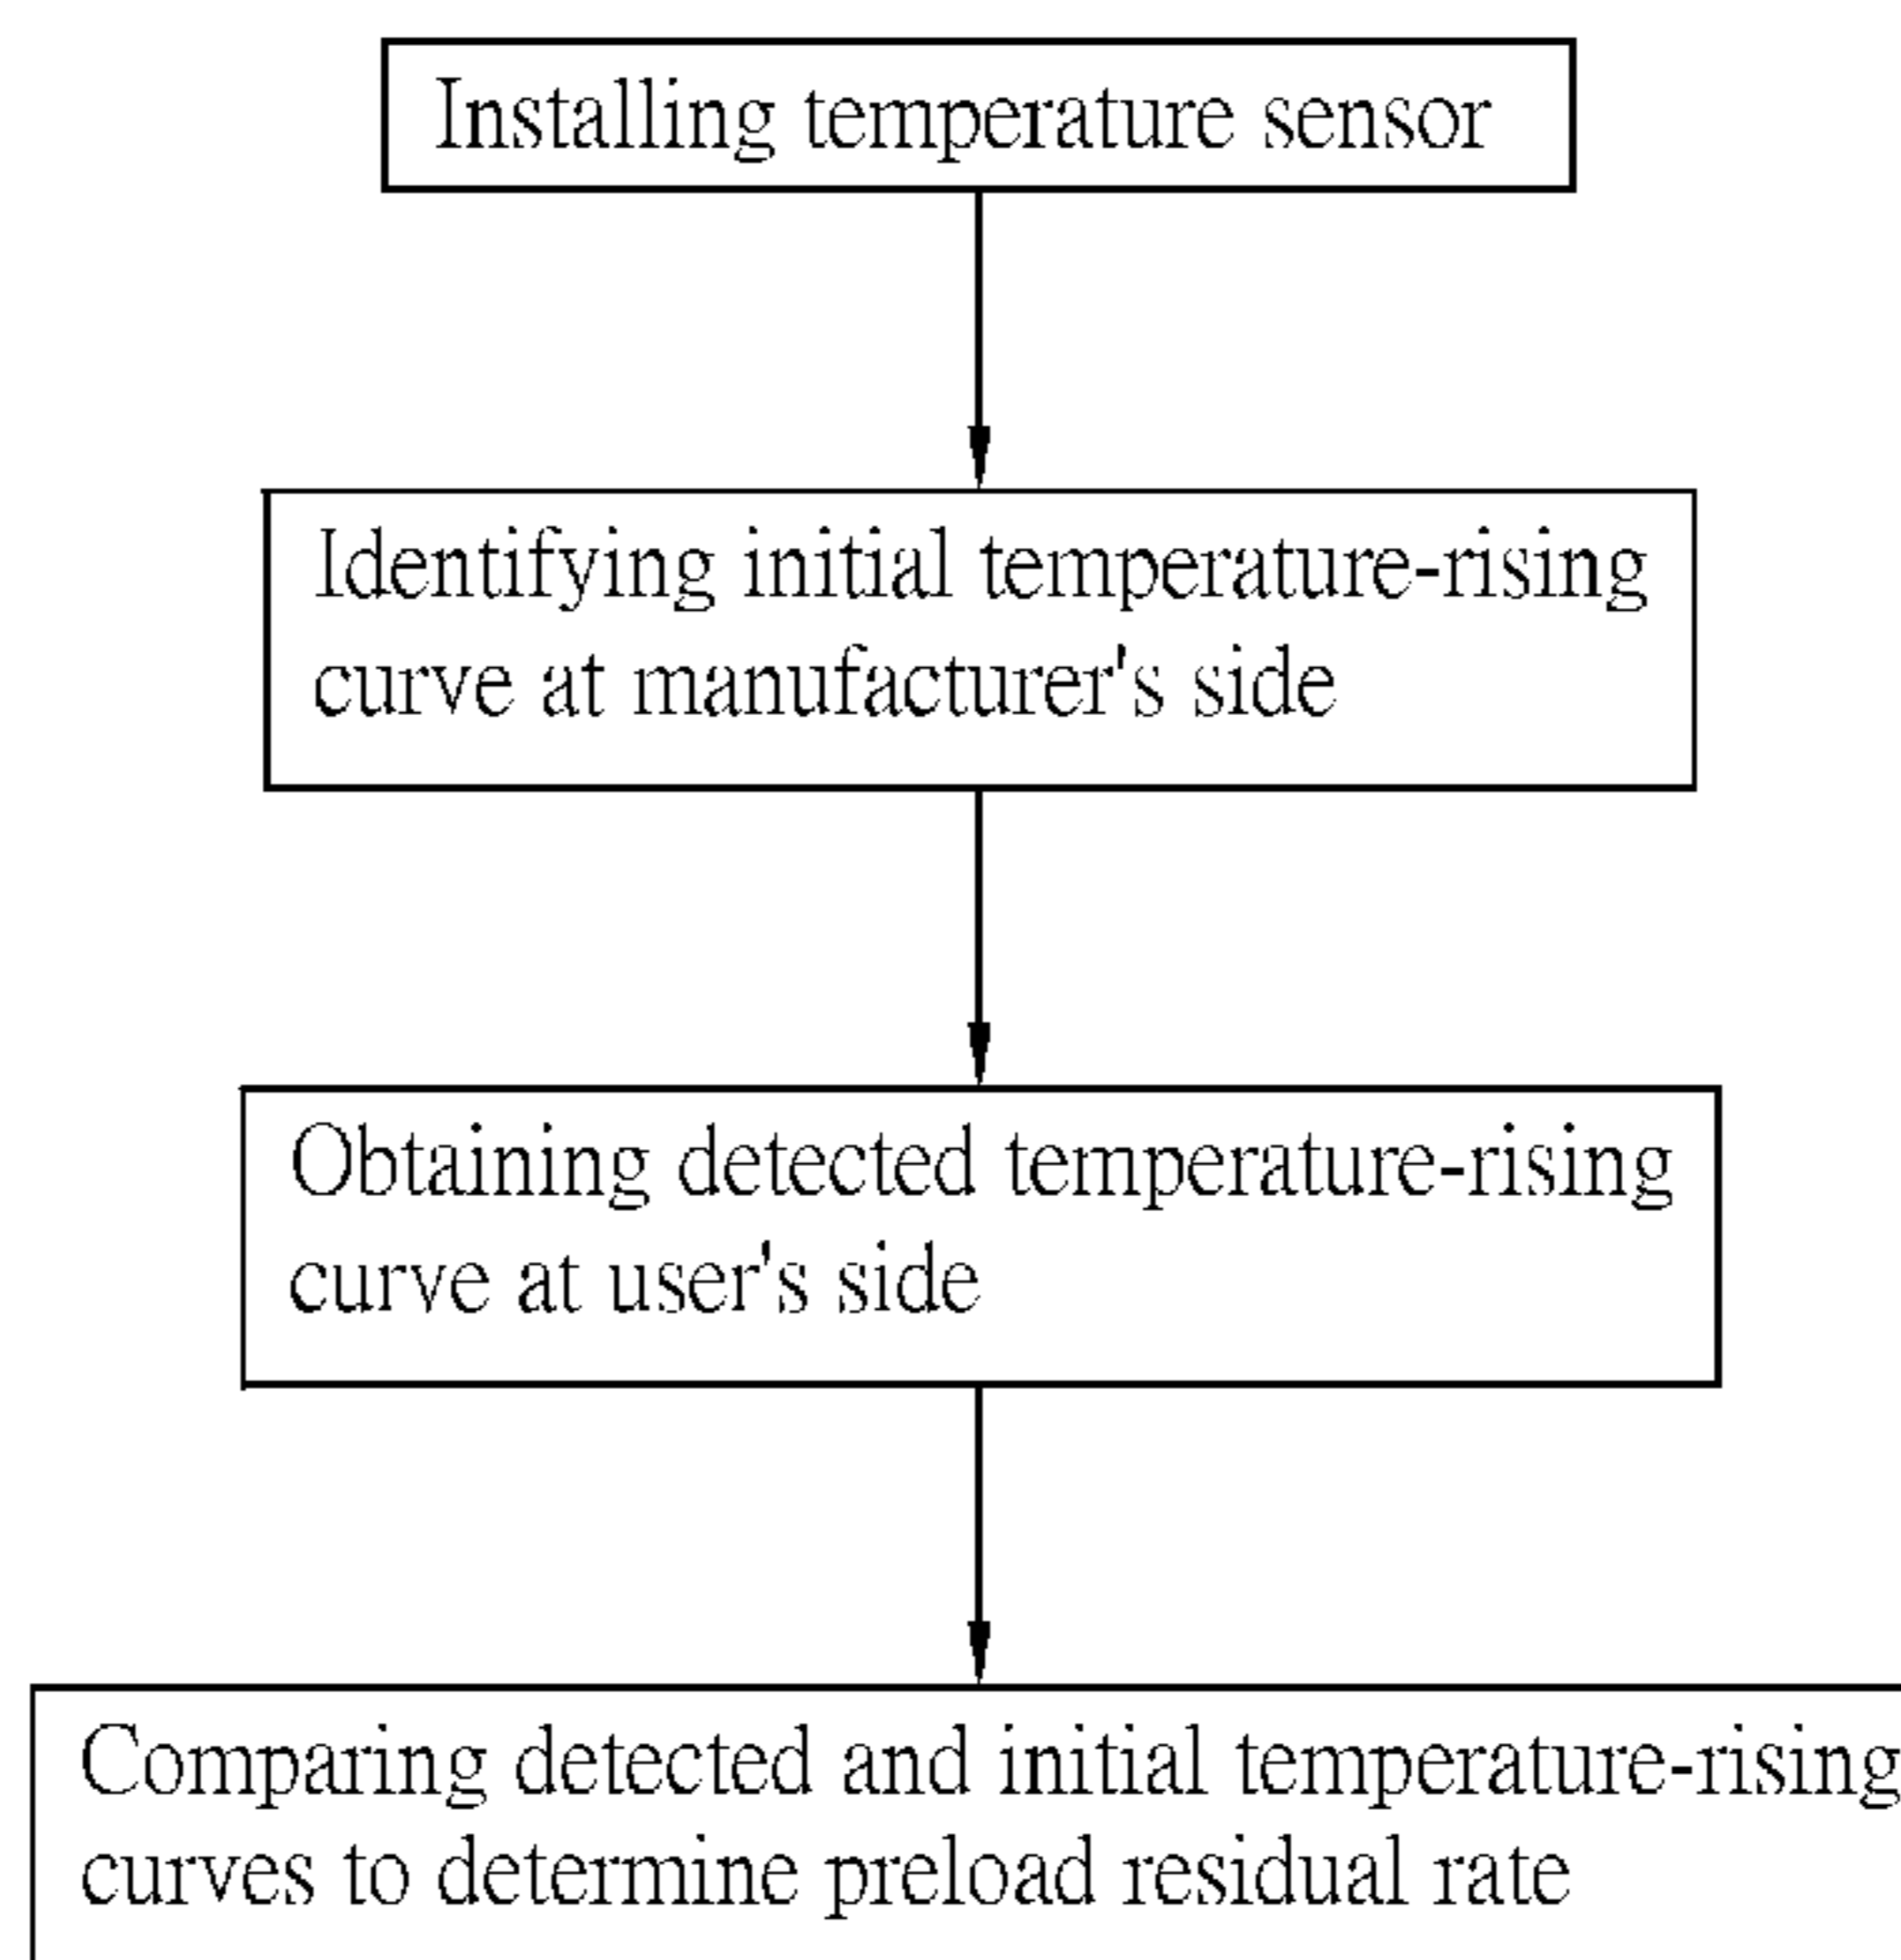 Installing temperature sensor
Identifying initial temperature-rising
curve at manufacturer's side
Obtaining detected temperature-rising
curve at user's side
Comparing detected and initial temperature-rising
curves to determine preload residual rate